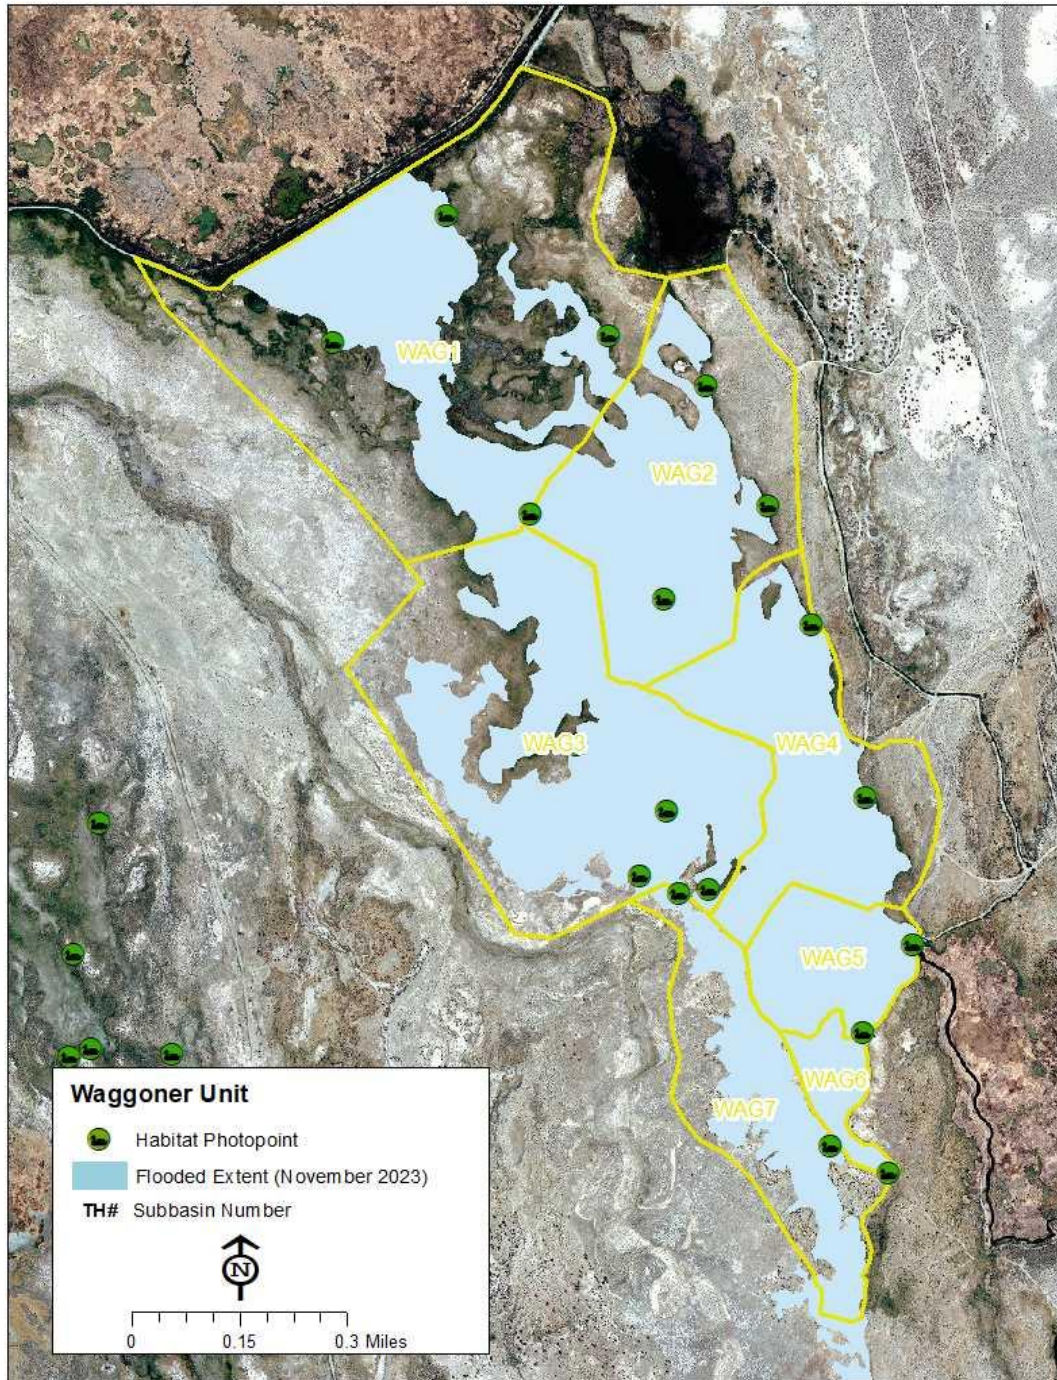 WAG1
WAG2
WAG3
WAG4
WAG5
WAG6
WAG7
Waggoner Unit
Habitat Photopoint
Flooded Extent (November 2023)
TH# Subbasin Number
N
0 0.15 0.3 Miles